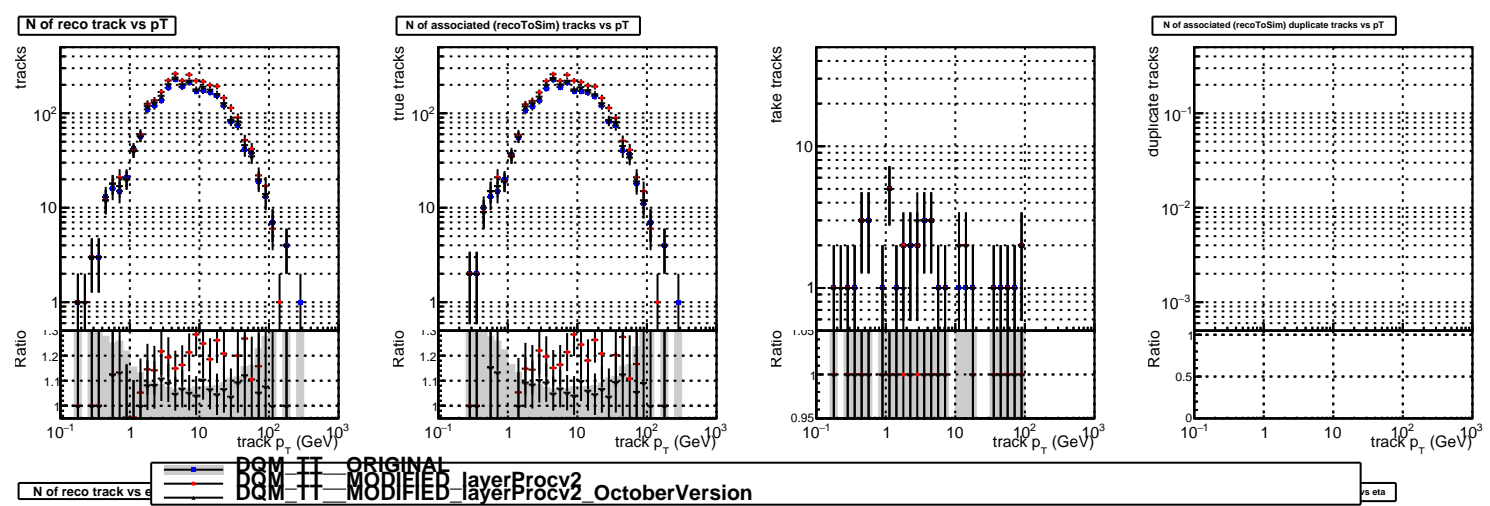 N of reco track vs pT
N of associated (recoToSim) tracks vs pT
N of associated (recoToSim) duplicate tracks vs pT
tracks
10²
10
1
Ratio
1.3
1.2
1.1
1
10⁻¹ 1 10 10² 10³
track p_T (GeV)
true tracks
10²
10
1
Ratio
1.3
1.2
1.1
1
10⁻¹ 1 10 10² 10³
track p_T (GeV)
fake tracks
10
1
Ratio
1.05
1
0.95
10⁻¹ 1 10 10² 10³
track p_T (GeV)
duplicate tracks
10⁻¹
10⁻²
10⁻³
Ratio
1
0.5
0
10⁻¹ 1 10 10² 10³
track p_T (GeV)
DQM_TT__ORIGINAL
DQM_TT__MODIFIED_layerProcv2
DQM_TT__MODIFIED_layerProcv2_OctoberVersion
N of reco track vs e
vs eta